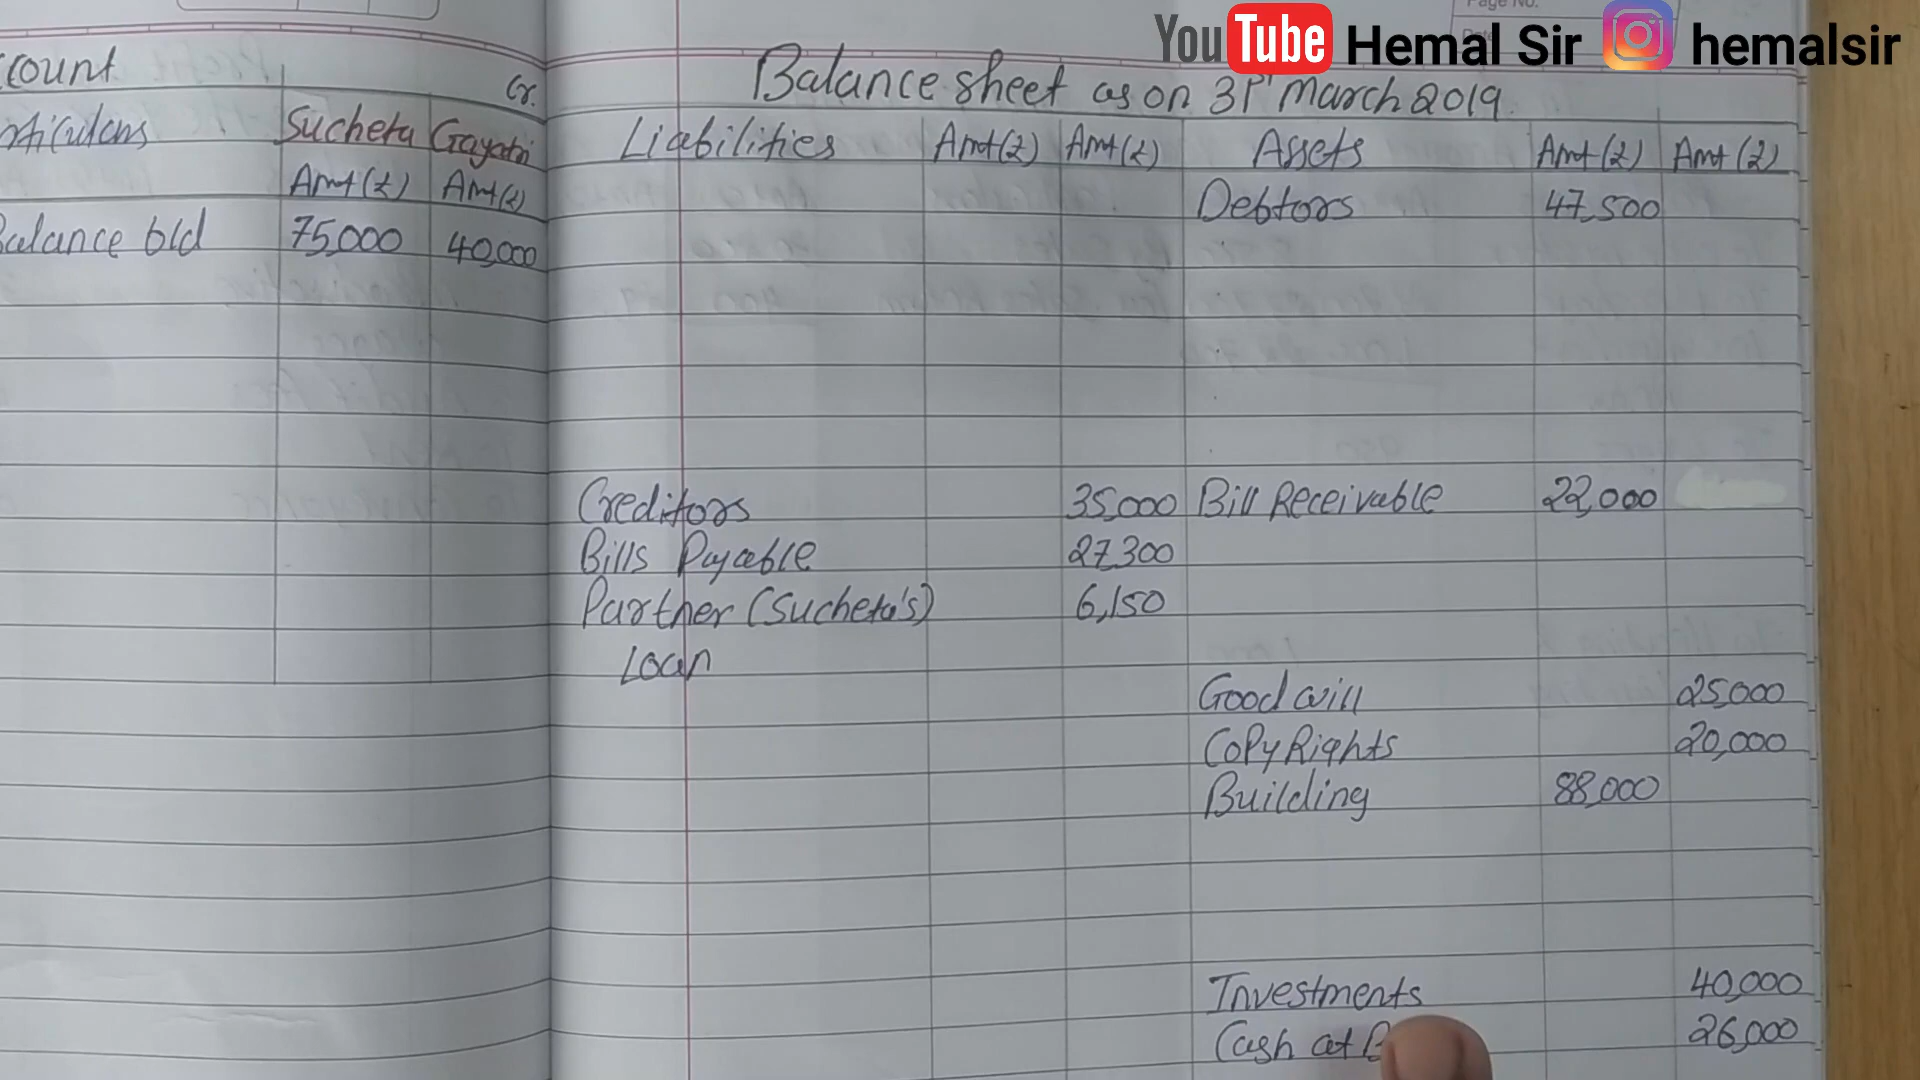 YouTube Hemal Sir hemalsir
count
Cr.
Sucheta Gayatri
Amt(₹) Amt(₹)
Balance b/d 75,000 40,000
Balance sheet as on 31st march 2019.
Liabilities Amt(₹) Amt(₹) Assets Amt(₹) Amt(₹)
Debtors 47,500
Creditors 35,000 Bill Receivable 22,000
Bills Payable 27,300
Partner (Sucheta's) 6,150
Loan
Good will 25,000
CopyRights 20,000
Building 88,000
Investments 40,000
Cash at 26,000